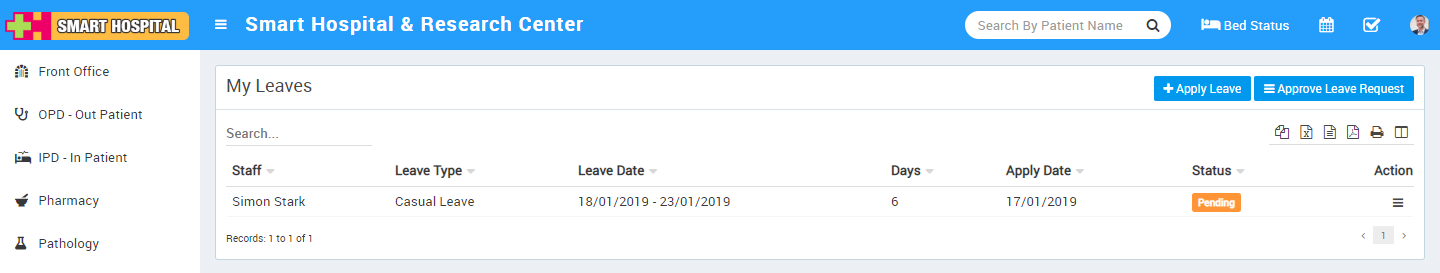 SMART HOSPITAL
Smart Hospital & Research Center
Search By Patient Name
Bed Status
Front Office
OPD - Out Patient
IPD - In Patient
Pharmacy
Pathology
My Leaves
Apply Leave
Approve Leave Request
Search...
Staff Leave Type Leave Date Days Apply Date Status Action
Simon Stark Casual Leave 18/01/2019 - 23/01/2019 6 17/01/2019 Pending
Records: 1 to 1 of 1
1